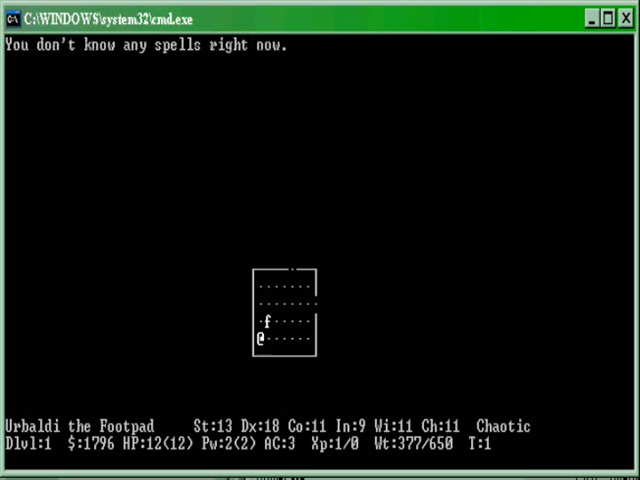 C:\WINDOWS\system32\cmd.exe
You don't know any spells right now.
f
@
Urbaldi the Footpad St:13 Dx:18 Co:11 In:9 Wi:11 Ch:11 Chaotic
Dlvl:1 $:1796 HP:12(12) Pw:2(2) AC:3 Xp:1/0 Wt:377/650 T:1